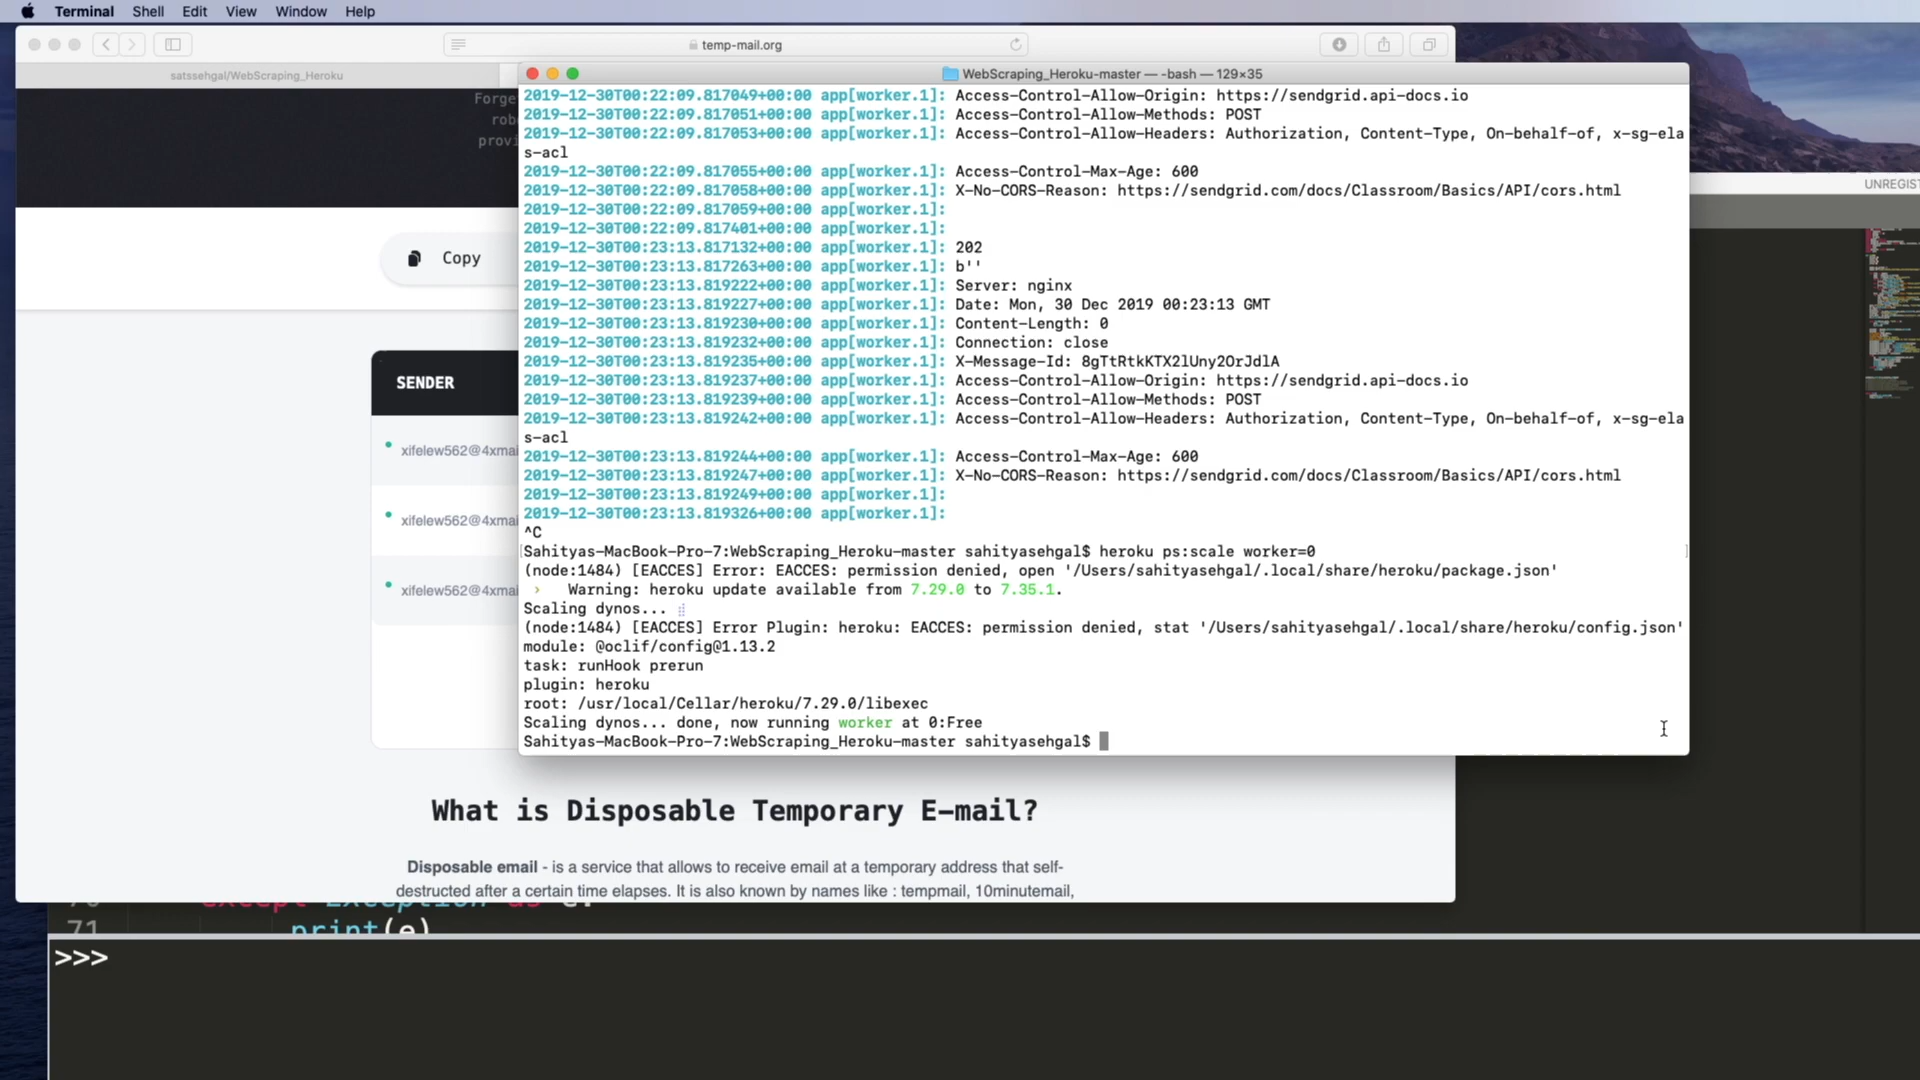 Terminal Shell Edit View Window Help
temp-mail.org
satssehgal/WebScraping_Heroku
WebScraping_Heroku-master — -bash — 129×35
Forge
rob
provi
UNREGIST
2019-12-30T00:22:09.817049+00:00 app[worker.1]: Access-Control-Allow-Origin: https://sendgrid.api-docs.io
2019-12-30T00:22:09.817051+00:00 app[worker.1]: Access-Control-Allow-Methods: POST
2019-12-30T00:22:09.817053+00:00 app[worker.1]: Access-Control-Allow-Headers: Authorization, Content-Type, On-behalf-of, x-sg-ela
s-acl
2019-12-30T00:22:09.817055+00:00 app[worker.1]: Access-Control-Max-Age: 600
2019-12-30T00:22:09.817058+00:00 app[worker.1]: X-No-CORS-Reason: https://sendgrid.com/docs/Classroom/Basics/API/cors.html
2019-12-30T00:22:09.817059+00:00 app[worker.1]:
2019-12-30T00:22:09.817401+00:00 app[worker.1]:
2019-12-30T00:23:13.817132+00:00 app[worker.1]: 202
2019-12-30T00:23:13.817263+00:00 app[worker.1]: b''
2019-12-30T00:23:13.819222+00:00 app[worker.1]: Server: nginx
2019-12-30T00:23:13.819227+00:00 app[worker.1]: Date: Mon, 30 Dec 2019 00:23:13 GMT
2019-12-30T00:23:13.819230+00:00 app[worker.1]: Content-Length: 0
2019-12-30T00:23:13.819232+00:00 app[worker.1]: Connection: close
2019-12-30T00:23:13.819235+00:00 app[worker.1]: X-Message-Id: 8gTtRtkKTX2lUny2OrJdlA
2019-12-30T00:23:13.819237+00:00 app[worker.1]: Access-Control-Allow-Origin: https://sendgrid.api-docs.io
2019-12-30T00:23:13.819239+00:00 app[worker.1]: Access-Control-Allow-Methods: POST
2019-12-30T00:23:13.819242+00:00 app[worker.1]: Access-Control-Allow-Headers: Authorization, Content-Type, On-behalf-of, x-sg-ela
s-acl
2019-12-30T00:23:13.819244+00:00 app[worker.1]: Access-Control-Max-Age: 600
2019-12-30T00:23:13.819247+00:00 app[worker.1]: X-No-CORS-Reason: https://sendgrid.com/docs/Classroom/Basics/API/cors.html
2019-12-30T00:23:13.819249+00:00 app[worker.1]:
2019-12-30T00:23:13.819326+00:00 app[worker.1]:
^C
[Sahityas-MacBook-Pro-7:WebScraping_Heroku-master sahityasehgal$ heroku ps:scale worker=0 ]
(node:1484) [EACCES] Error: EACCES: permission denied, open '/Users/sahityasehgal/.local/share/heroku/package.json'
› Warning: heroku update available from 7.29.0 to 7.35.1.
Scaling dynos... ⣾
(node:1484) [EACCES] Error Plugin: heroku: EACCES: permission denied, stat '/Users/sahityasehgal/.local/share/heroku/config.json'
module: @oclif/config@1.13.2
task: runHook prerun
plugin: heroku
root: /usr/local/Cellar/heroku/7.29.0/libexec
Scaling dynos... done, now running worker at 0:Free
Sahityas-MacBook-Pro-7:WebScraping_Heroku-master sahityasehgal$
Copy
SENDER
xifelew562@4xmai
xifelew562@4xmai
xifelew562@4xmai
What is Disposable Temporary E-mail?
Disposable email - is a service that allows to receive email at a temporary address that self-
destructed after a certain time elapses. It is also known by names like : tempmail, 10minutemail,
70 except Exception as e:
71 print(e)
>>>